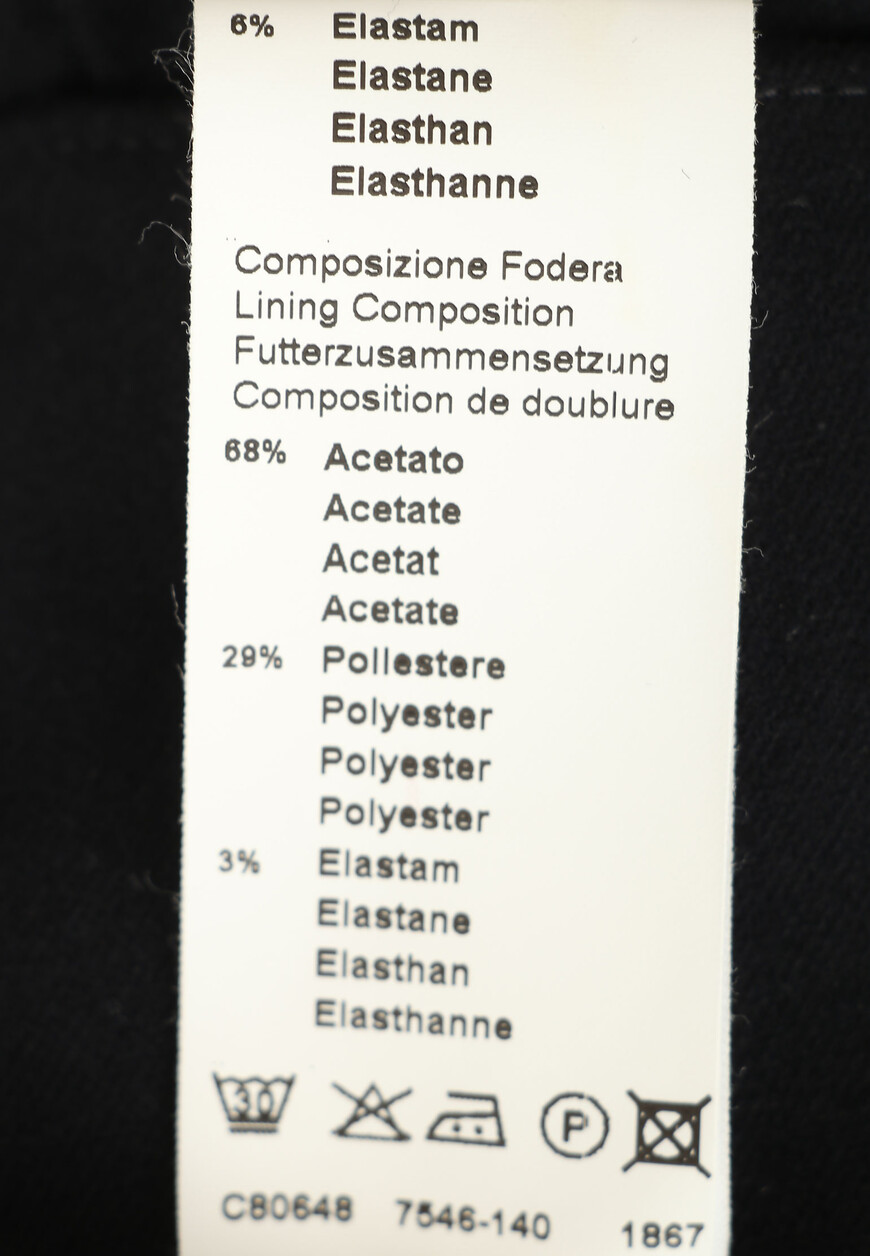 6% Elastam
Elastane
Elasthan
Elasthanne
Composizione Fodera
Lining Composition
Futterzusammensetzung
Composition de doublure
68% Acetato
Acetate
Acetat
Acetate
29% Poliestere
Polyester
Polyester
Polyester
3% Elastam
Elastane
Elasthan
Elasthanne
30 P
C80648 7546-140 1867